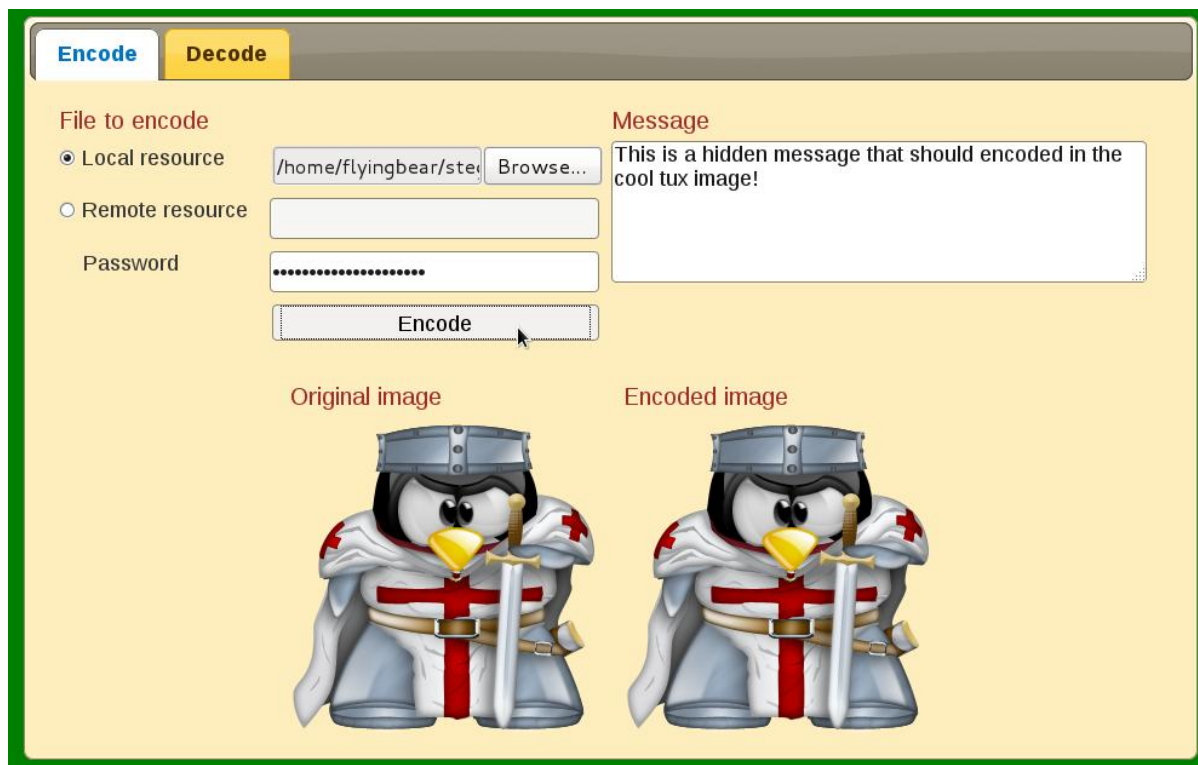 Encode
Decode
File to encode
Message
Local resource
/home/flyingbear/ste
Browse...
This is a hidden message that should encoded in the
cool tux image!
Remote resource
Password
•••••••••••••••••••••
Encode
Original image
Encoded image